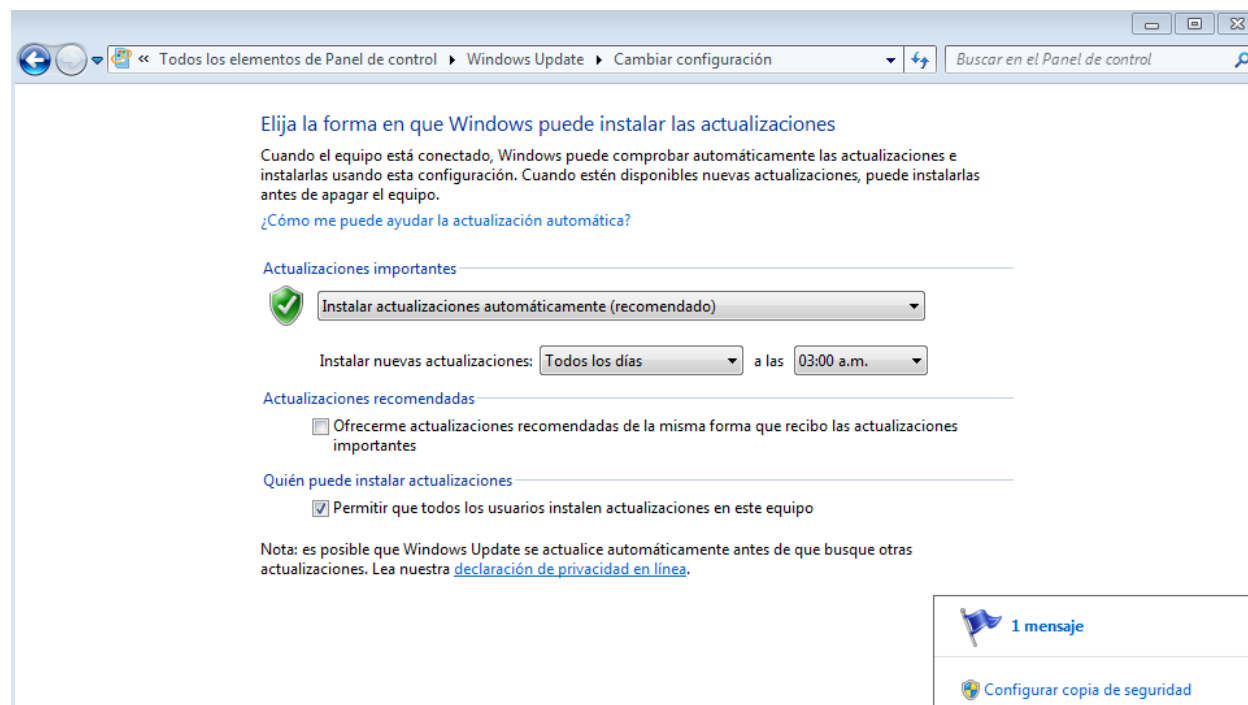 « Todos los elementos de Panel de control Windows Update Cambiar configuración Buscar en el Panel de control
Elija la forma en que Windows puede instalar las actualizaciones
Cuando el equipo está conectado, Windows puede comprobar automáticamente las actualizaciones e
instalarlas usando esta configuración. Cuando estén disponibles nuevas actualizaciones, puede instalarlas
antes de apagar el equipo.
¿Cómo me puede ayudar la actualización automática?
Actualizaciones importantes
Instalar actualizaciones automáticamente (recomendado)
Instalar nuevas actualizaciones: Todos los días a las 03:00 a.m.
Actualizaciones recomendadas
Ofrecerme actualizaciones recomendadas de la misma forma que recibo las actualizaciones
importantes
Quién puede instalar actualizaciones
Permitir que todos los usuarios instalen actualizaciones en este equipo
Nota: es posible que Windows Update se actualice automáticamente antes de que busque otras
actualizaciones. Lea nuestra declaración de privacidad en línea.
1 mensaje
Configurar copia de seguridad